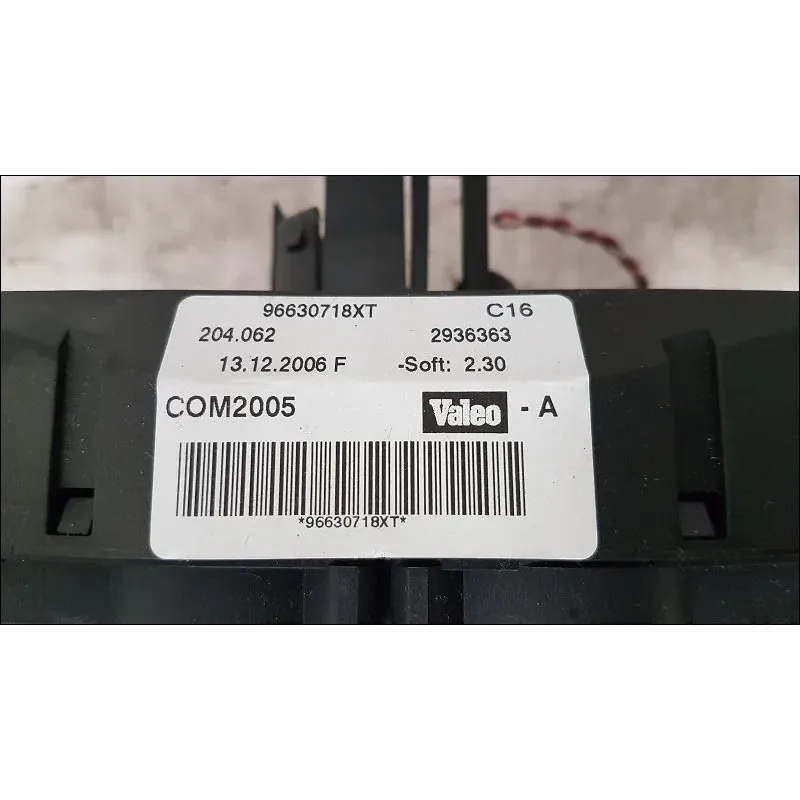 96630718XT C16
204.062 2936363
13.12.2006 F -Soft: 2.30
COM2005 Valeo - A
*96630718XT*